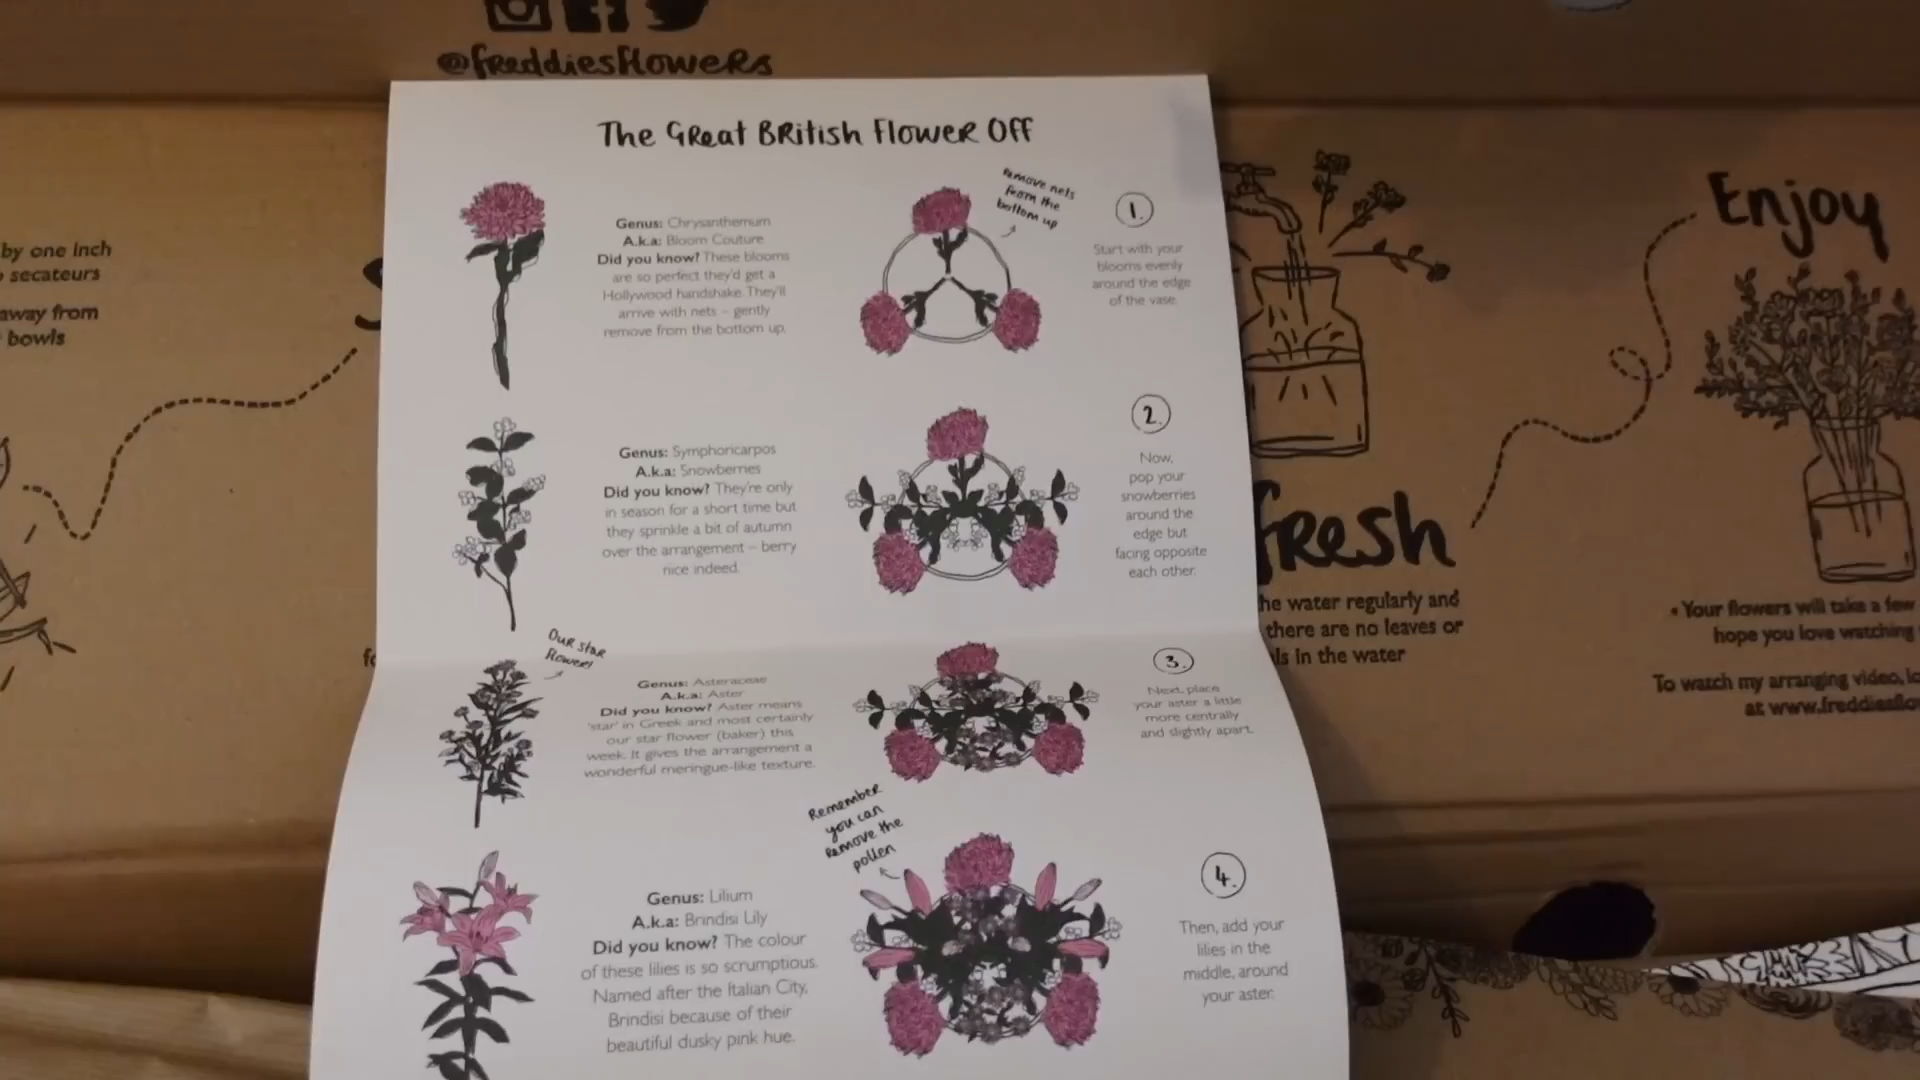 @freddiesflowers
The Great British Flower Off
Genus: Chrysanthemum
A.k.a: Bloom Couture
Did you know? These blooms
are so perfect they'd get a
Hollywood handshake. They'll
arrive with nets – gently
remove from the bottom up.
remove nets
from the
bottom up
1.
Start with your
blooms evenly
around the edge
of the vase.
Genus: Symphoricarpos
A.k.a: Snowberries
Did you know? They're only
in season for a short time but
they sprinkle a bit of autumn
over the arrangement – berry
nice indeed.
2.
Now,
pop your
snowberries
around the
edge but
facing opposite
each other.
Our star
flower!
Genus: Asteraceae
A.k.a: Aster
Did you know? Aster means
'star' in Greek and most certainly
our star flower (baker) this
week. It gives the arrangement a
wonderful meringue-like texture.
3.
Next, place
your aster a little
more centrally
and slightly apart.
Genus: Lilium
A.k.a: Brindisi Lily
Did you know? The colour
of these lilies is so scrumptious.
Named after the Italian City,
Brindisi because of their
beautiful dusky pink hue.
Remember
you can
remove the
pollen
4.
Then, add your
lilies in the
middle, around
your aster.
by one inch
secateurs
away from
bowls
fresh
the water regularly and
there are no leaves or
in the water
Enjoy
• Your flowers will take a few
hope you love watching
To watch my arranging video,
at www.freddiesflo